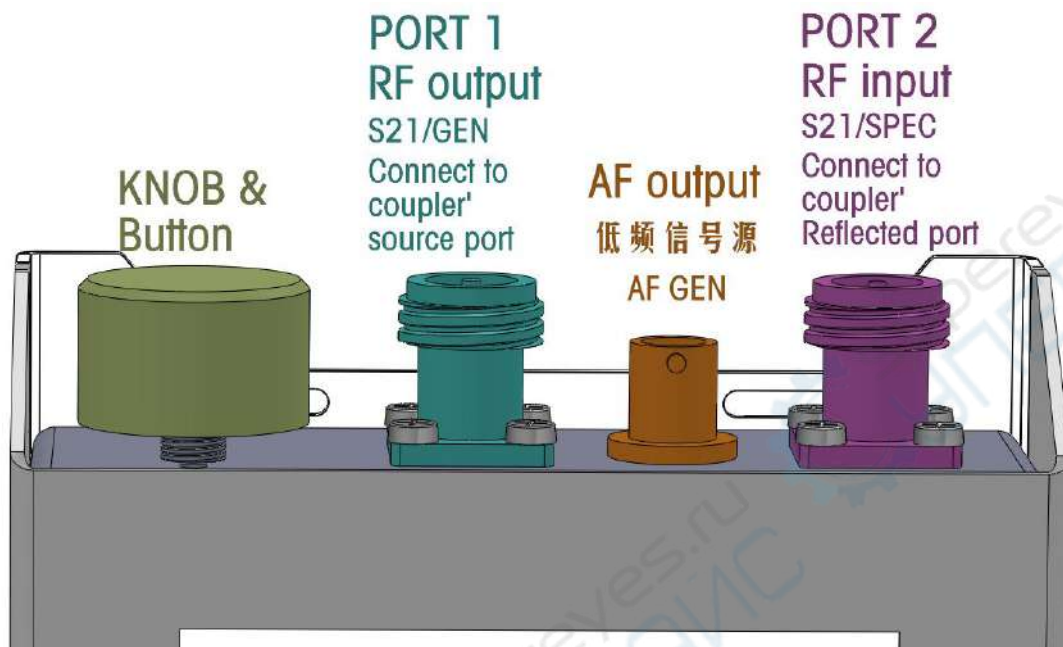 KNOB &
Button
PORT 1
RF output
S21/GEN
Connect to
coupler'
source port
AF output
低频信号源
AF GEN
PORT 2
RF input
S21/SPEC
Connect to
coupler'
Reflected port